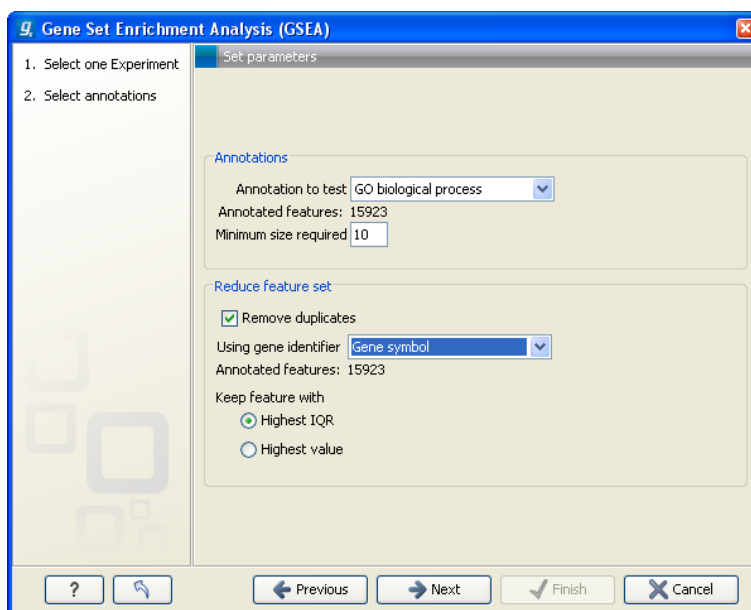 Gene Set Enrichment Analysis (GSEA)
1. Select one Experiment
2. Select annotations
Set parameters
Annotations
Annotation to test GO biological process
Annotated features: 15923
Minimum size required 10
Reduce feature set
Remove duplicates
Using gene identifier Gene symbol
Annotated features: 15923
Keep feature with
Highest IQR
Highest value
? Previous Next Finish Cancel